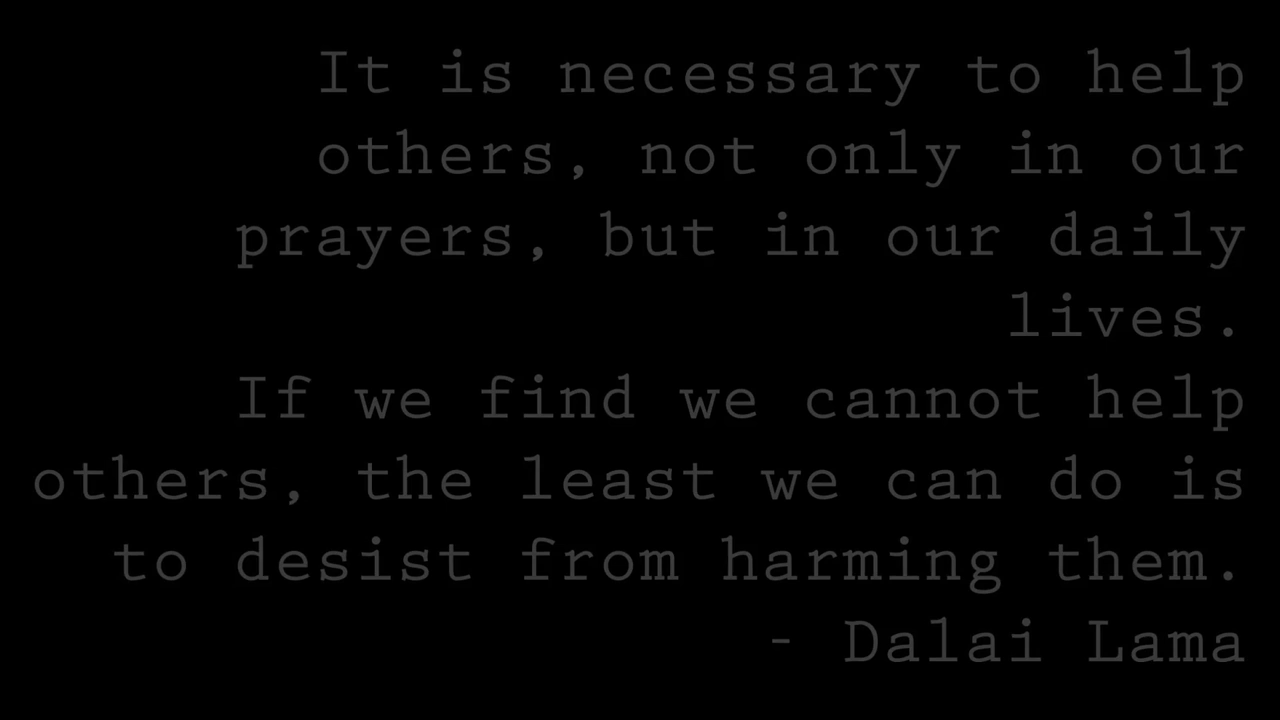 It is necessary to help
others, not only in our
prayers, but in our daily
lives.
If we find we cannot help
others, the least we can do is
to desist from harming them.
- Dalai Lama